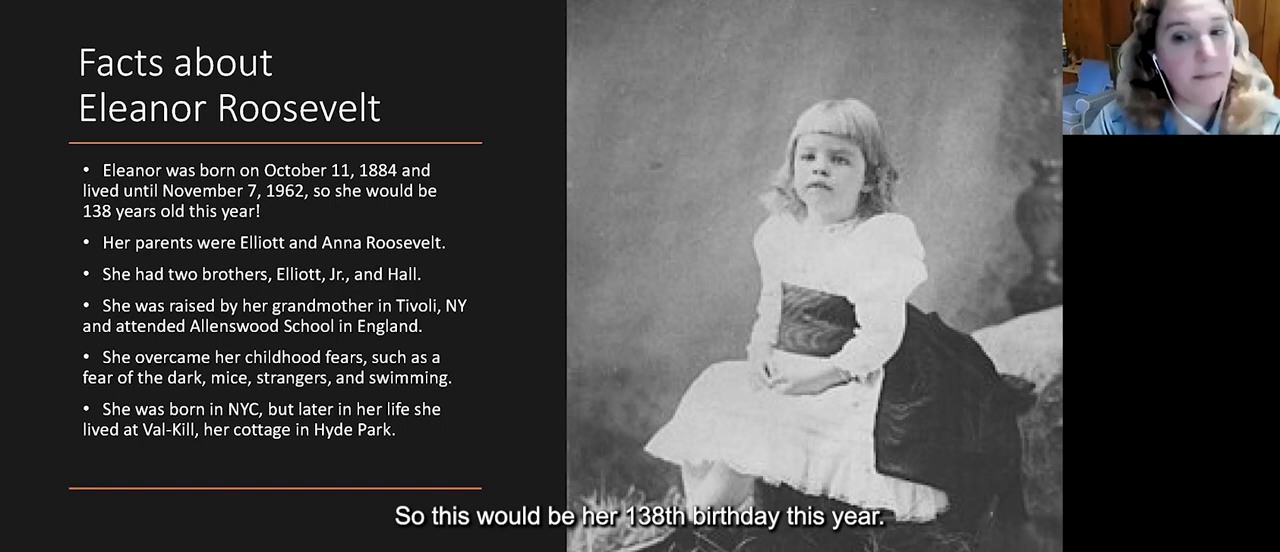 Facts about
Eleanor Roosevelt
• Eleanor was born on October 11, 1884 and
lived until November 7, 1962, so she would be
138 years old this year!
• Her parents were Elliott and Anna Roosevelt.
• She had two brothers, Elliott, Jr., and Hall.
• She was raised by her grandmother in Tivoli, NY
and attended Allenswood School in England.
• She overcame her childhood fears, such as a
fear of the dark, mice, strangers, and swimming.
• She was born in NYC, but later in her life she
lived at Val-Kill, her cottage in Hyde Park.
So this would be her 138th birthday this year.